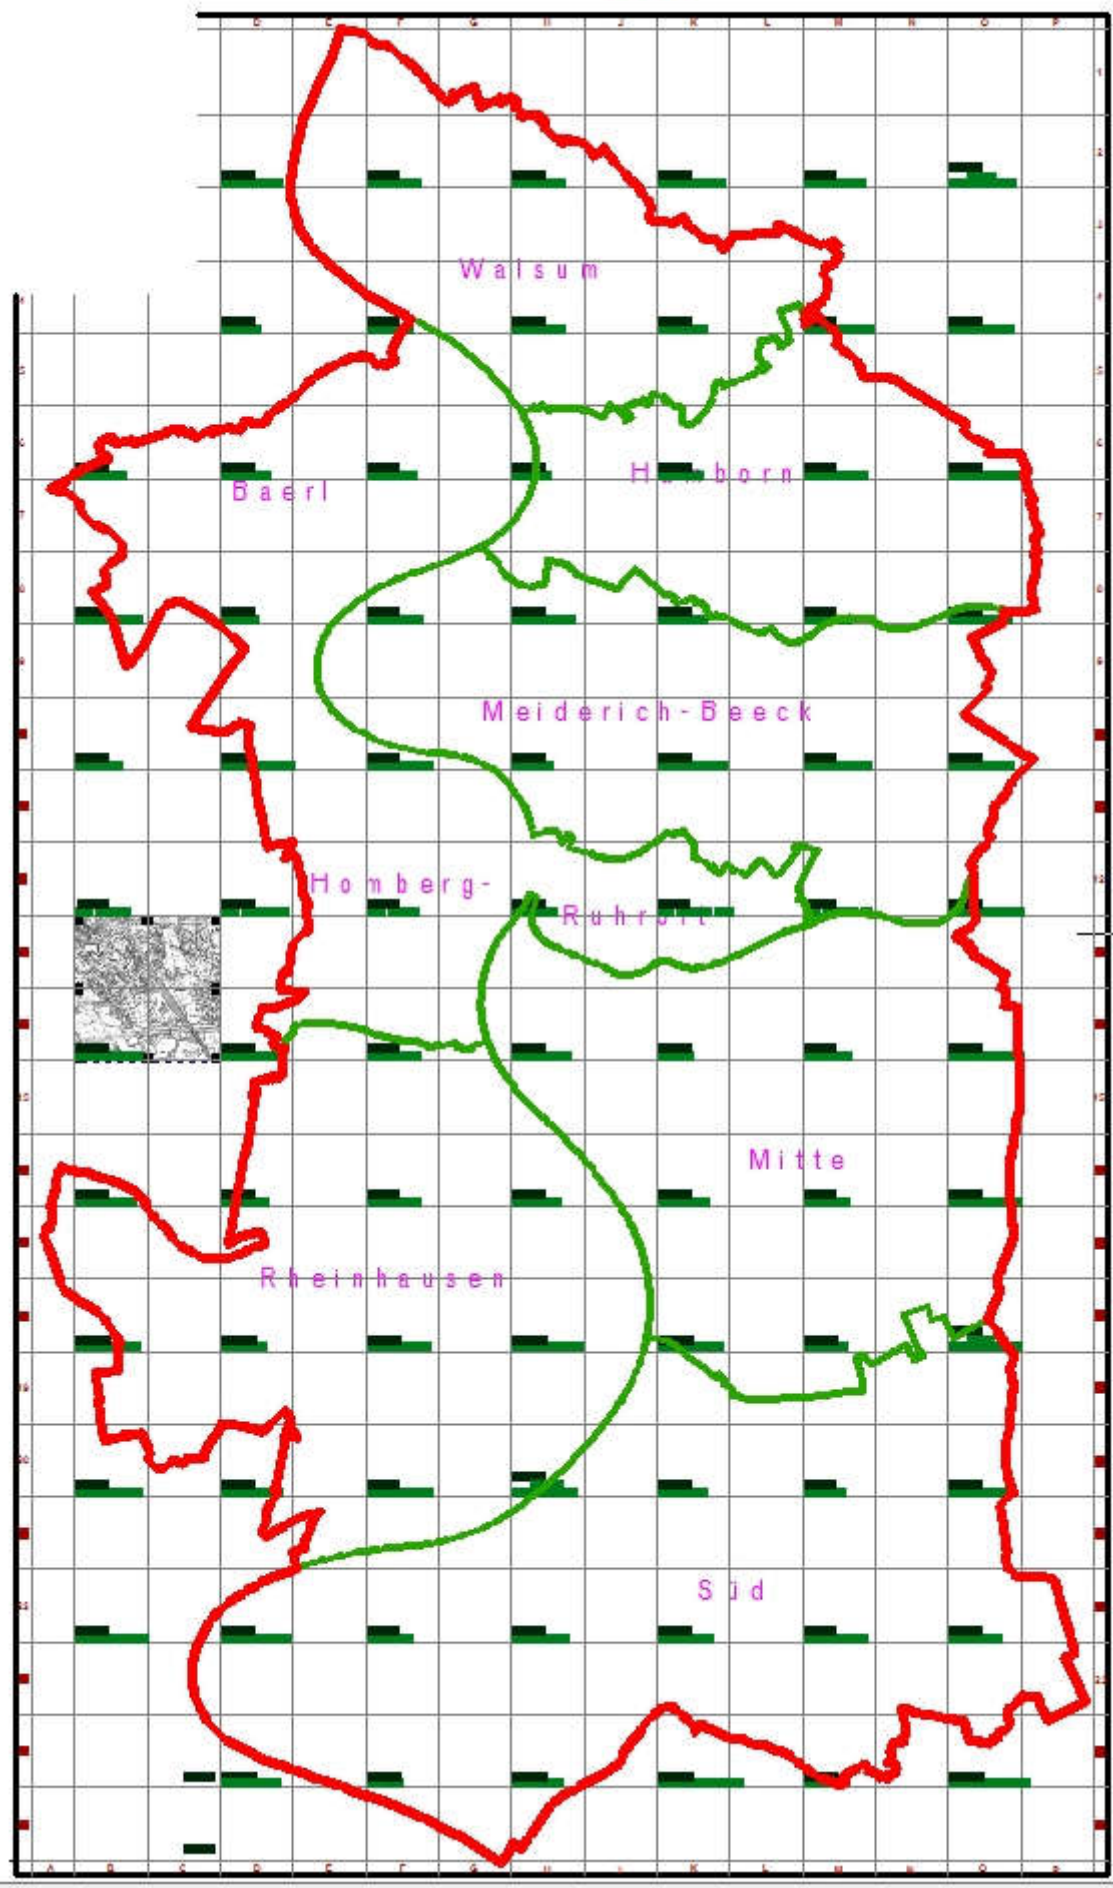 D E F G H J K L M N O P
Walsum
Hamborn
Baerl
Meiderich-Beeck
Homberg-
Ruhrort
Mitte
Rheinhausen
Süd
A B C D E F G H J K L M N O P